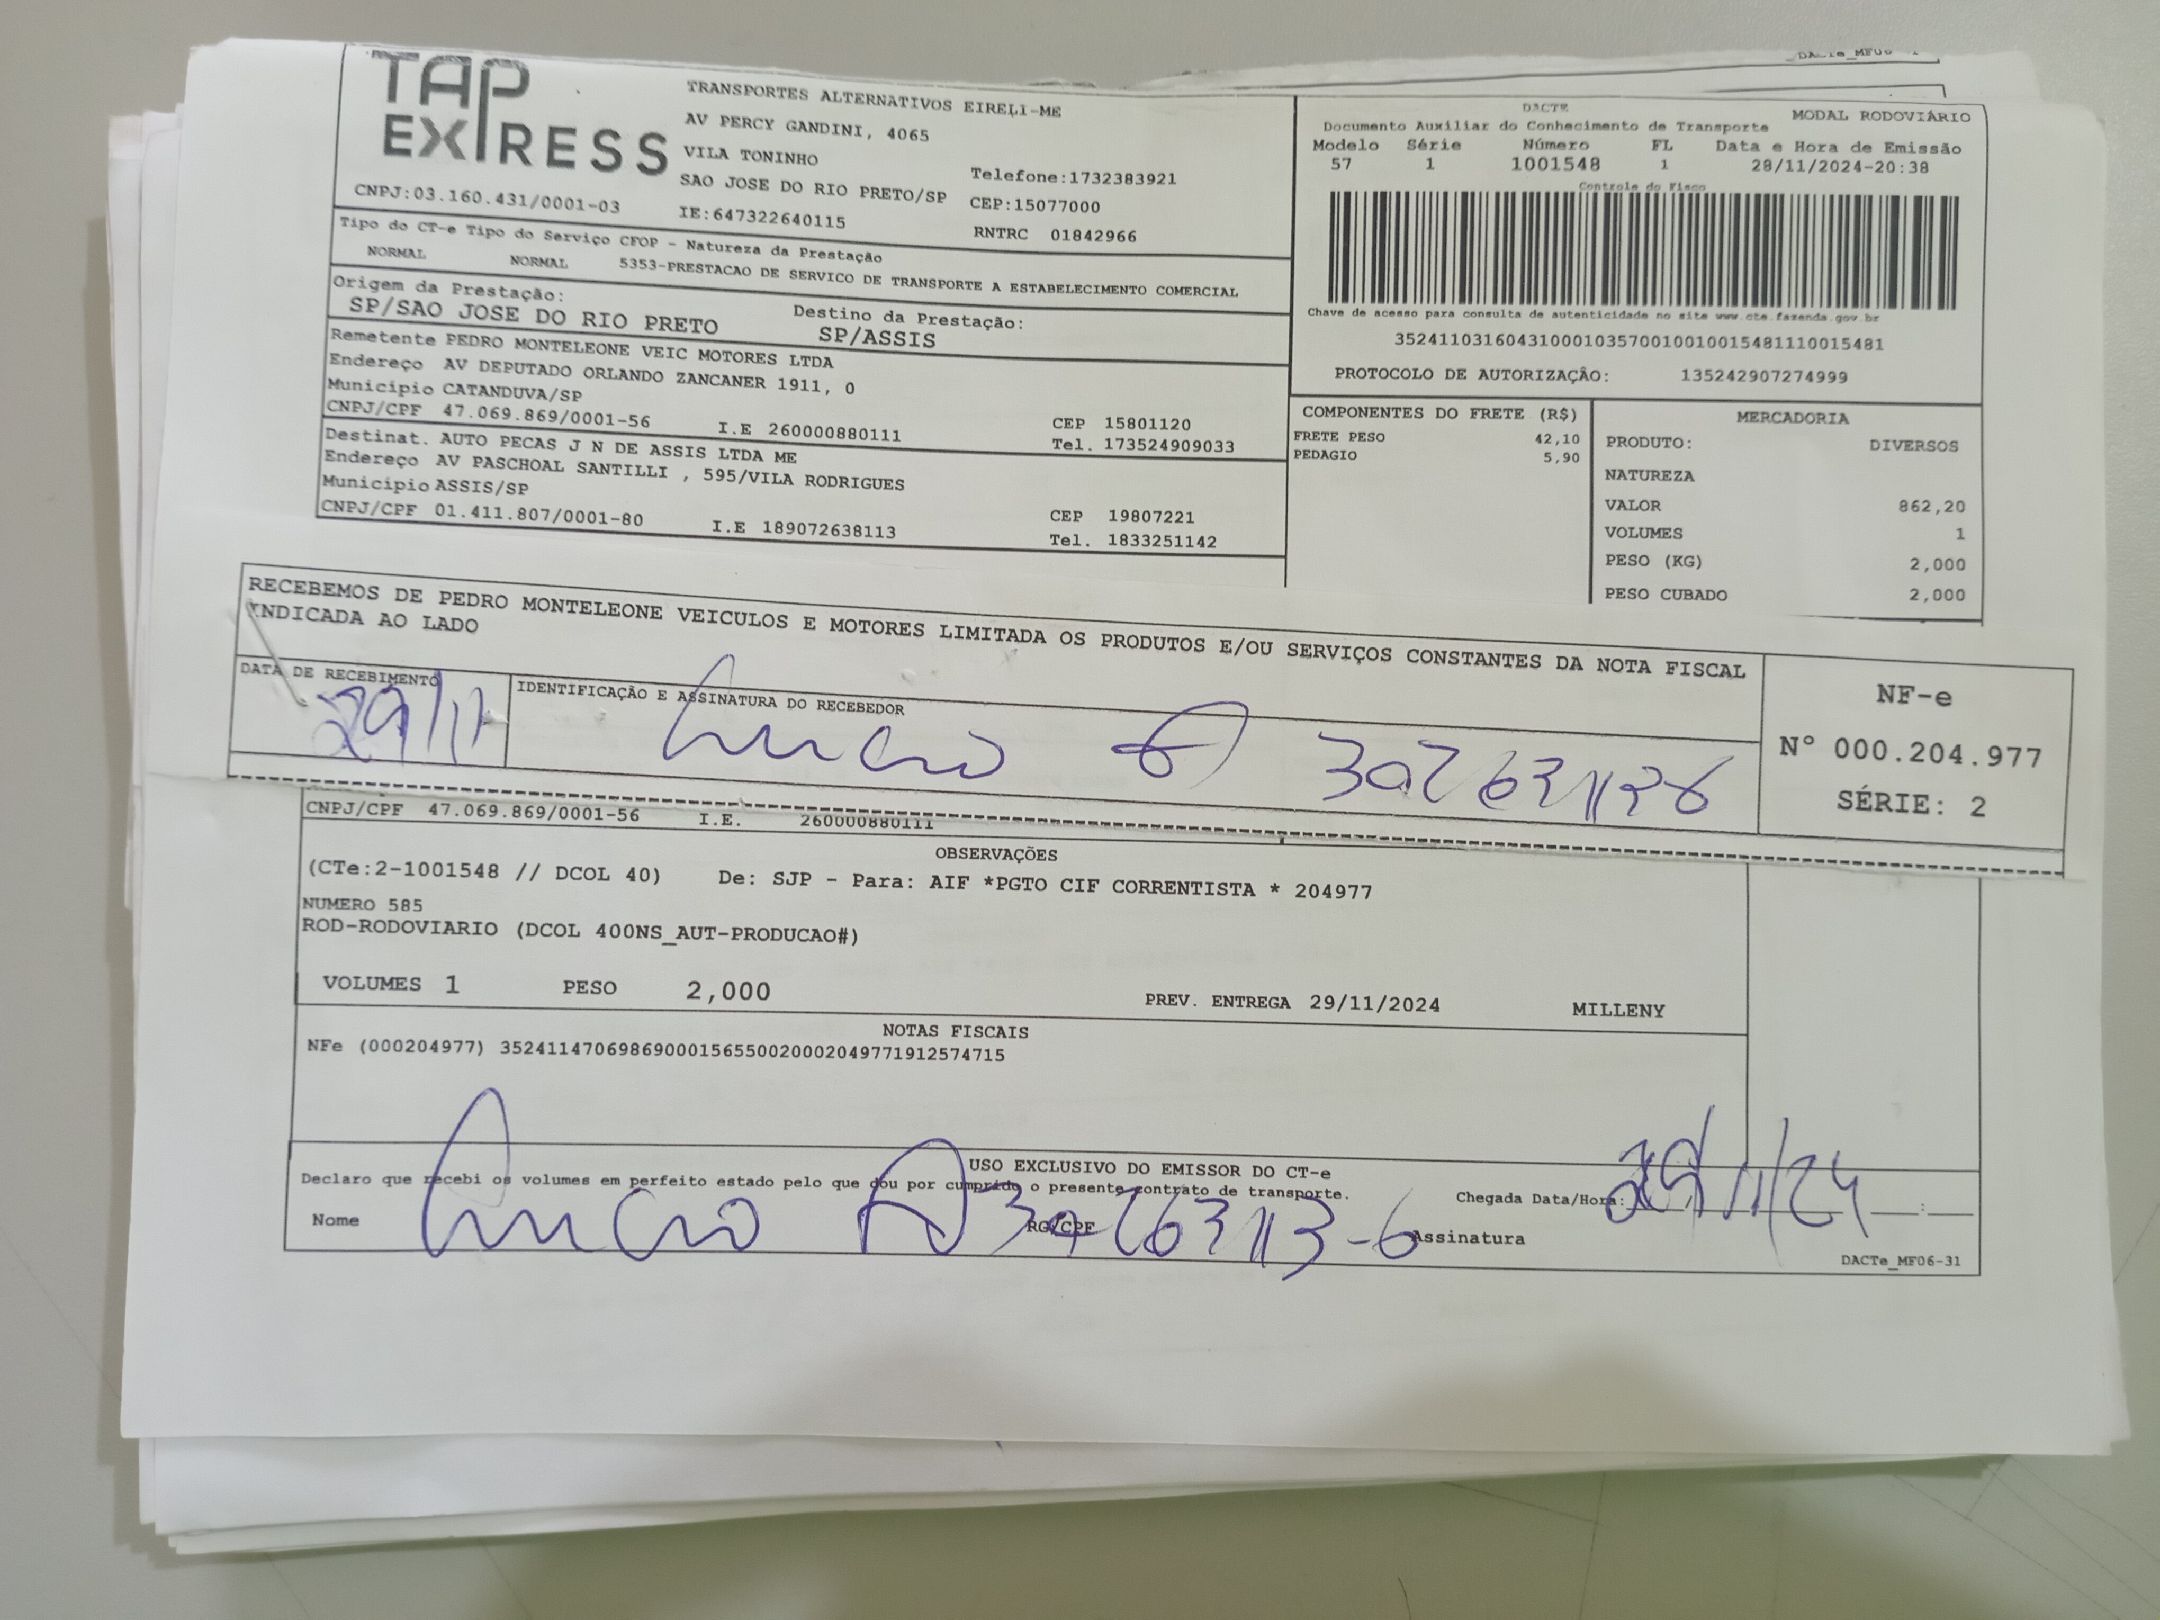 DACTe_MF06
TAP
EXPRESS
TRANSPORTES ALTERNATIVOS EIRELI-ME
AV PERCY GANDINI, 4065
VILA TONINHO
SAO JOSE DO RIO PRETO/SP
Telefone:1732383921
CEP:15077000
CNPJ:03.160.431/0001-03
IE:647322640115
RNTRC 01842966
Tipo do CT-e Tipo do Serviço CFOP - Natureza da Prestação
NORMAL NORMAL 5353-PRESTACAO DE SERVICO DE TRANSPORTE A ESTABELECIMENTO COMERCIAL
Origem da Prestação:
SP/SAO JOSE DO RIO PRETO
Destino da Prestação:
SP/ASSIS
Remetente PEDRO MONTELEONE VEIC MOTORES LTDA
Endereço AV DEPUTADO ORLANDO ZANCANER 1911, 0
Município CATANDUVA/SP
CNPJ/CPF 47.069.869/0001-56 I.E 260000880111
CEP 15801120
Tel. 173524909033
Destinat. AUTO PECAS J N DE ASSIS LTDA ME
Endereço AV PASCHOAL SANTILLI , 595/VILA RODRIGUES
Município ASSIS/SP
CNPJ/CPF 01.411.807/0001-80 I.E 189072638113
CEP 19807221
Tel. 1833251142
DACTE
MODAL RODOVIÁRIO
Documento Auxiliar do Conhecimento de Transporte
Modelo Série Número FL Data e Hora de Emissão
57 1 1001548 1 28/11/2024-20:38
Controle do Fisco
Chave de acesso para consulta de autenticidade no site www.cte.fazenda.gov.br
35241103160431000103570010010015481110015481
PROTOCOLO DE AUTORIZAÇÃO: 135242907274999
COMPONENTES DO FRETE (R$)
FRETE PESO 42,10
PEDAGIO 5,90
MERCADORIA
PRODUTO: DIVERSOS
NATUREZA
VALOR 862,20
VOLUMES 1
PESO (KG) 2,000
PESO CUBADO 2,000
RECEBEMOS DE PEDRO MONTELEONE VEICULOS E MOTORES LIMITADA OS PRODUTOS E/OU SERVIÇOS CONSTANTES DA NOTA FISCAL
INDICADA AO LADO
DATA DE RECEBIMENTO
29/11
IDENTIFICAÇÃO E ASSINATURA DO RECEBEDOR
NF-e
Nº 000.204.977
SÉRIE: 2
CNPJ/CPF 47.069.869/0001-56 I.E. 260000880111
OBSERVAÇÕES
(CTe:2-1001548 // DCOL 40) De: SJP - Para: AIF *PGTO CIF CORRENTISTA * 204977
NUMERO 585
ROD-RODOVIARIO (DCOL 400NS_AUT-PRODUCAO#)
VOLUMES 1 PESO 2,000 PREV. ENTREGA 29/11/2024 MILLENY
NOTAS FISCAIS
NFe (000204977) 35241147069869000156550020002049771912574715
USO EXCLUSIVO DO EMISSOR DO CT-e
Declaro que recebi os volumes em perfeito estado pelo que dou por cumprido o presente contrato de transporte.
Chegada Data/Hora: 29/11/24
Nome RG/CPF Assinatura
DACTe_MF06-31